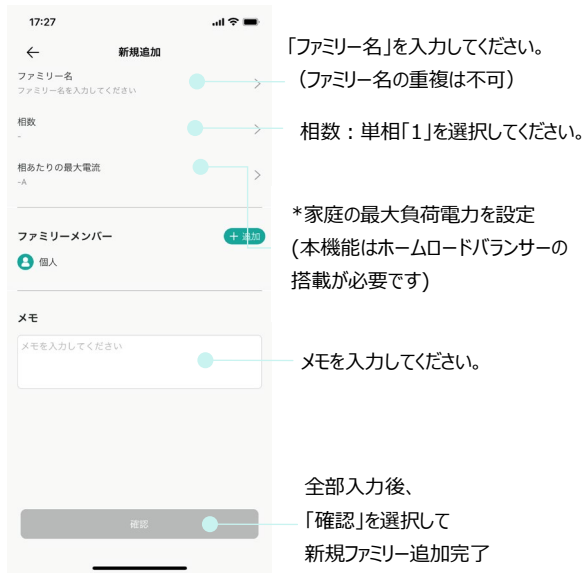 17:27
新規追加
ファミリー名
ファミリー名を入力してください
相数
-
相あたりの最大電流
-A
ファミリーメンバー
+ 追加
個人
メモ
メモを入力してください
確認
「ファミリー名」を入力してください。
（ファミリー名の重複は不可）
相数：単相「1」を選択してください。
*家庭の最大負荷電力を設定
(本機能はホームロードバランサーの
搭載が必要です)
メモを入力してください。
全部入力後、
「確認」を選択して
新規ファミリー追加完了